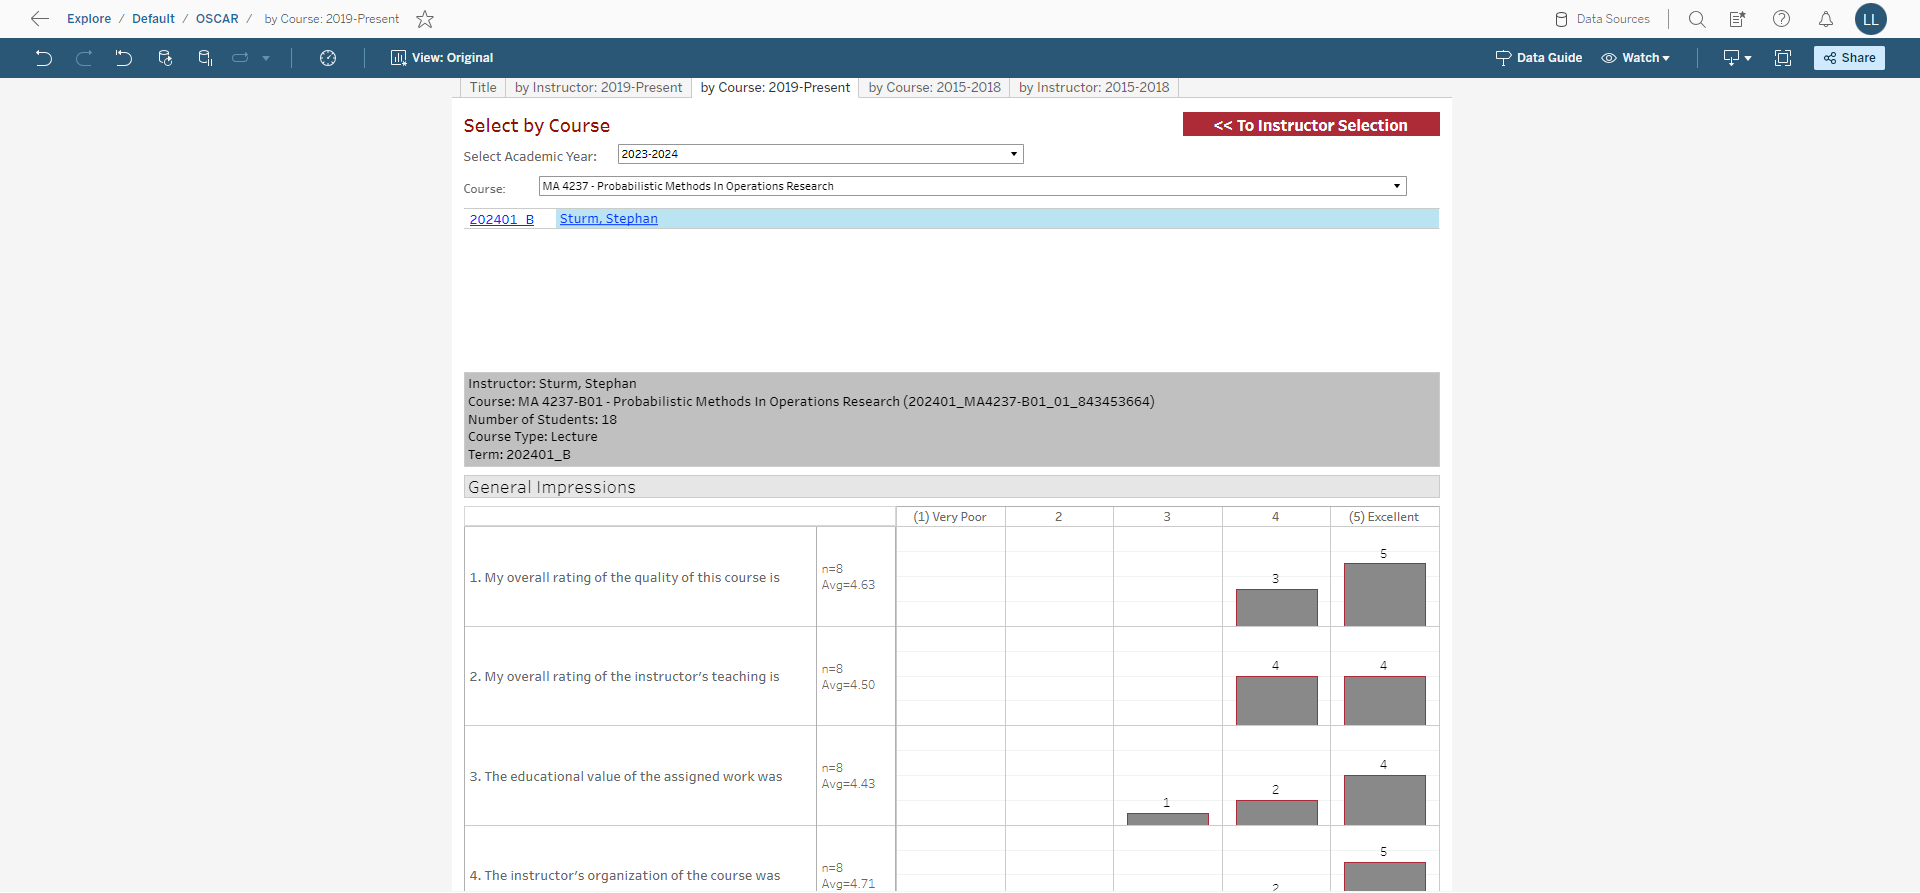 Explore / Default / OSCAR / by Course: 2019-Present
Data Sources
LL
View: Original
Data Guide
Watch
Share
Title
by Instructor: 2019-Present
by Course: 2019-Present
by Course: 2015-2018
by Instructor: 2015-2018
Select by Course
<< To Instructor Selection
Select Academic Year:
2023-2024
Course:
MA 4237 - Probabilistic Methods In Operations Research
202401_B
Sturm, Stephan
Instructor: Sturm, Stephan
Course: MA 4237-B01 - Probabilistic Methods In Operations Research (202401_MA4237-B01_01_843453664)
Number of Students: 18
Course Type: Lecture
Term: 202401_B
General Impressions
(1) Very Poor
2
3
4
(5) Excellent
1. My overall rating of the quality of this course is
n=8
Avg=4.63
3
5
2. My overall rating of the instructor's teaching is
n=8
Avg=4.50
4
4
3. The educational value of the assigned work was
n=8
Avg=4.43
1
2
4
4. The instructor's organization of the course was
n=8
Avg=4.71
2
5